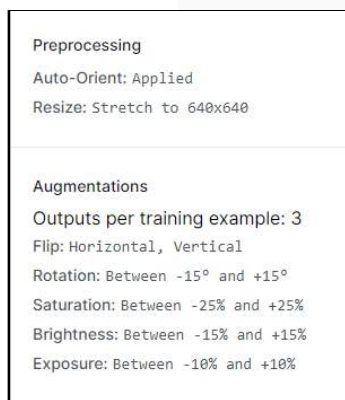 Preprocessing
Auto-Orient: Applied
Resize: Stretch to 640x640
Augmentations
Outputs per training example: 3
Flip: Horizontal, Vertical
Rotation: Between -15° and +15°
Saturation: Between -25% and +25%
Brightness: Between -15% and +15%
Exposure: Between -10% and +10%